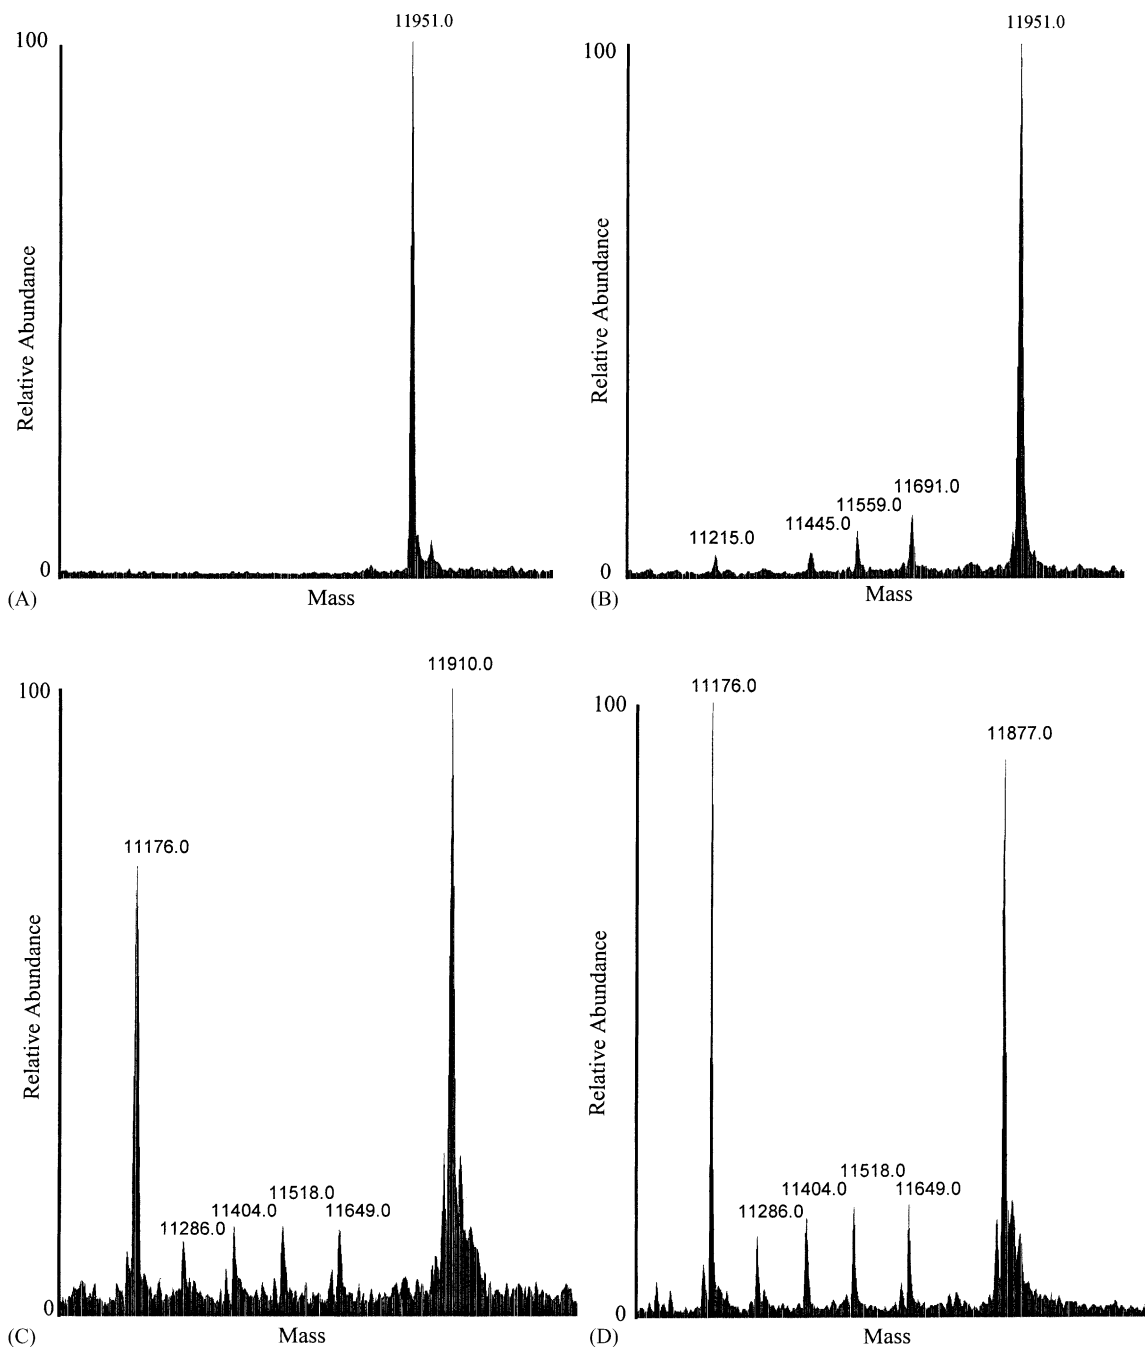 11951.0
100
Relative Abundance
0
Mass
(A)
11951.0
100
Relative Abundance
11691.0
11559.0
11445.0
11215.0
0
Mass
(B)
11910.0
100
11176.0
Relative Abundance
11518.0
11404.0
11649.0
11286.0
0
Mass
(C)
11176.0
100
11877.0
Relative Abundance
11518.0
11404.0
11649.0
11286.0
0
Mass
(D)